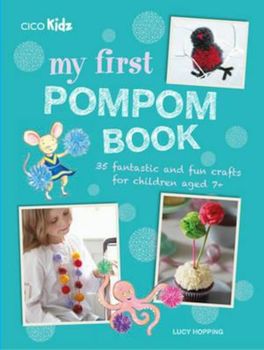 CICO Kidz
my first
POMPOM
BOOK
35 fantastic and fun crafts
for children aged 7+
LUCY HOPPING